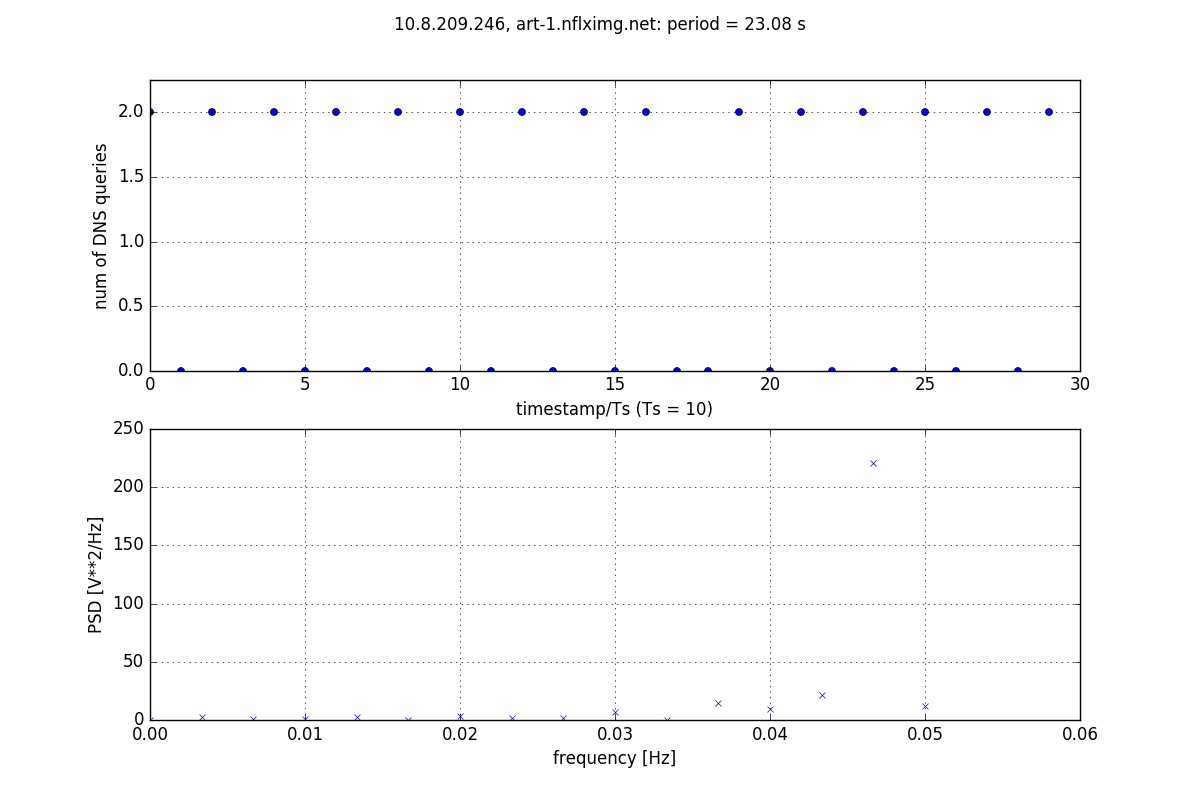 10.8.209.246, art-1.nflximg.net: period = 23.08 s
2.0
1.5
1.0
0.5
0.0
num of DNS queries
0 5 10 15 20 25 30
timestamp/Ts (Ts = 10)
250
200
150
100
50
0
PSD [V**2/Hz]
0.00 0.01 0.02 0.03 0.04 0.05 0.06
frequency [Hz]